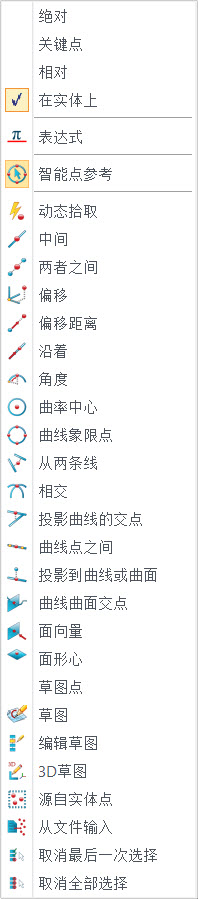 绝对
关键点
相对
在实体上
π
表达式
智能点参考
动态拾取
中间
两者之间
偏移
偏移距离
沿着
角度
曲率中心
曲线象限点
从两条线
相交
投影曲线的交点
曲线点之间
投影到曲线或曲面
曲线曲面交点
面向量
面形心
草图点
草图
编辑草图
3D草图
源自实体点
从文件输入
取消最后一次选择
取消全部选择